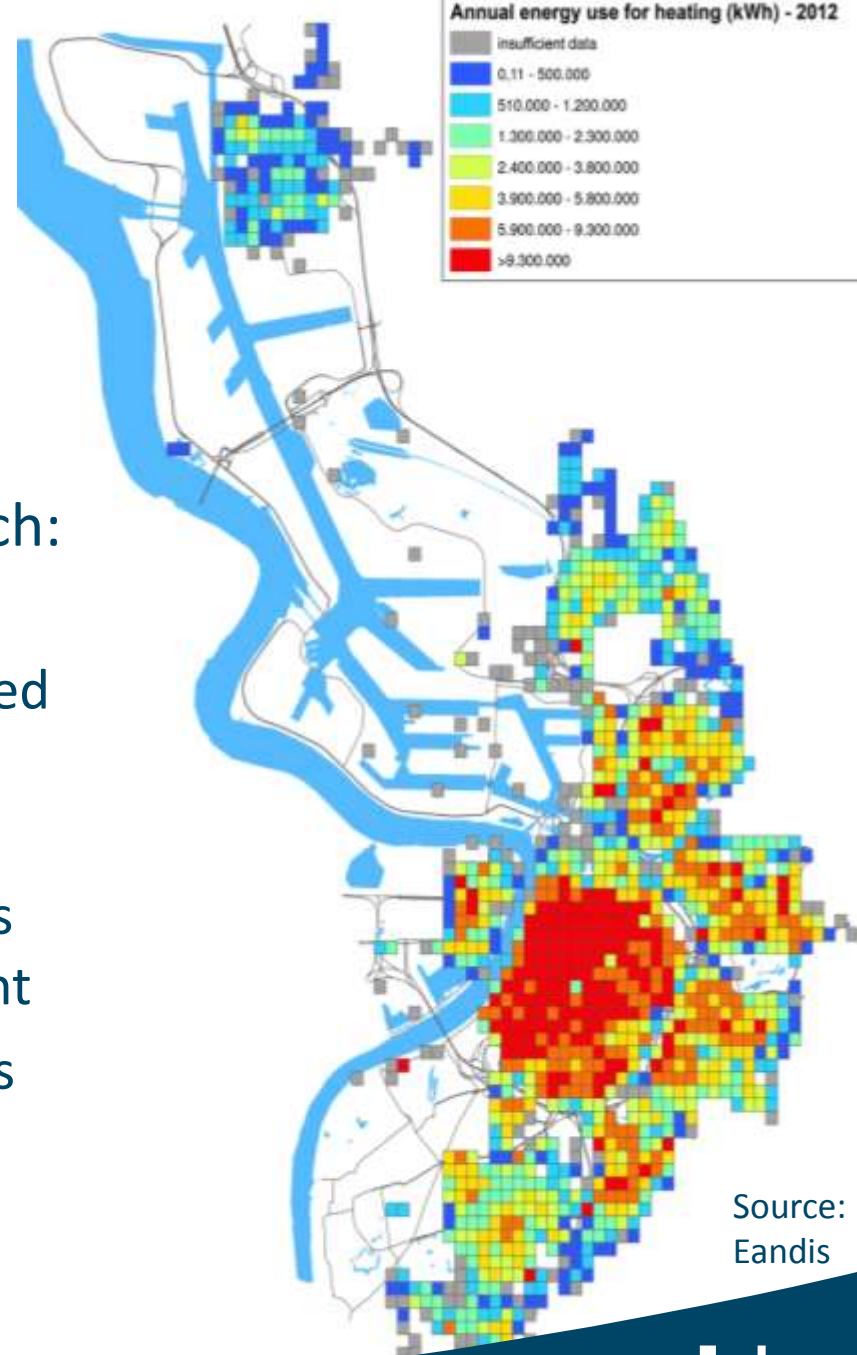 Annual energy use for heating (kWh) - 2012
insufficient data
0,11 - 500.000
510.000 - 1.200.000
1.300.000 - 2.300.000
2.400.000 - 3.800.000
3.900.000 - 5.800.000
5.900.000 - 9.300.000
>9.300.000
ch:
ed
s
nt
s
Source:
Eandis